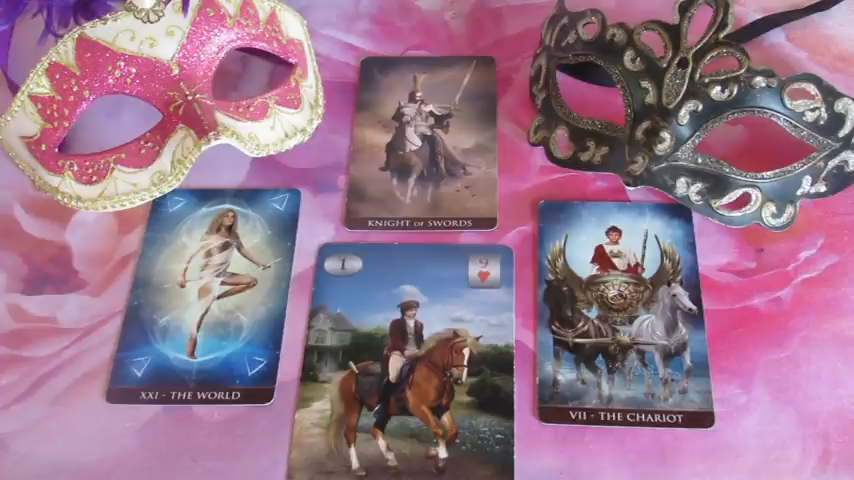 KNIGHT OF SWORDS
XXI - THE WORLD
1
9
VII - THE CHARIOT